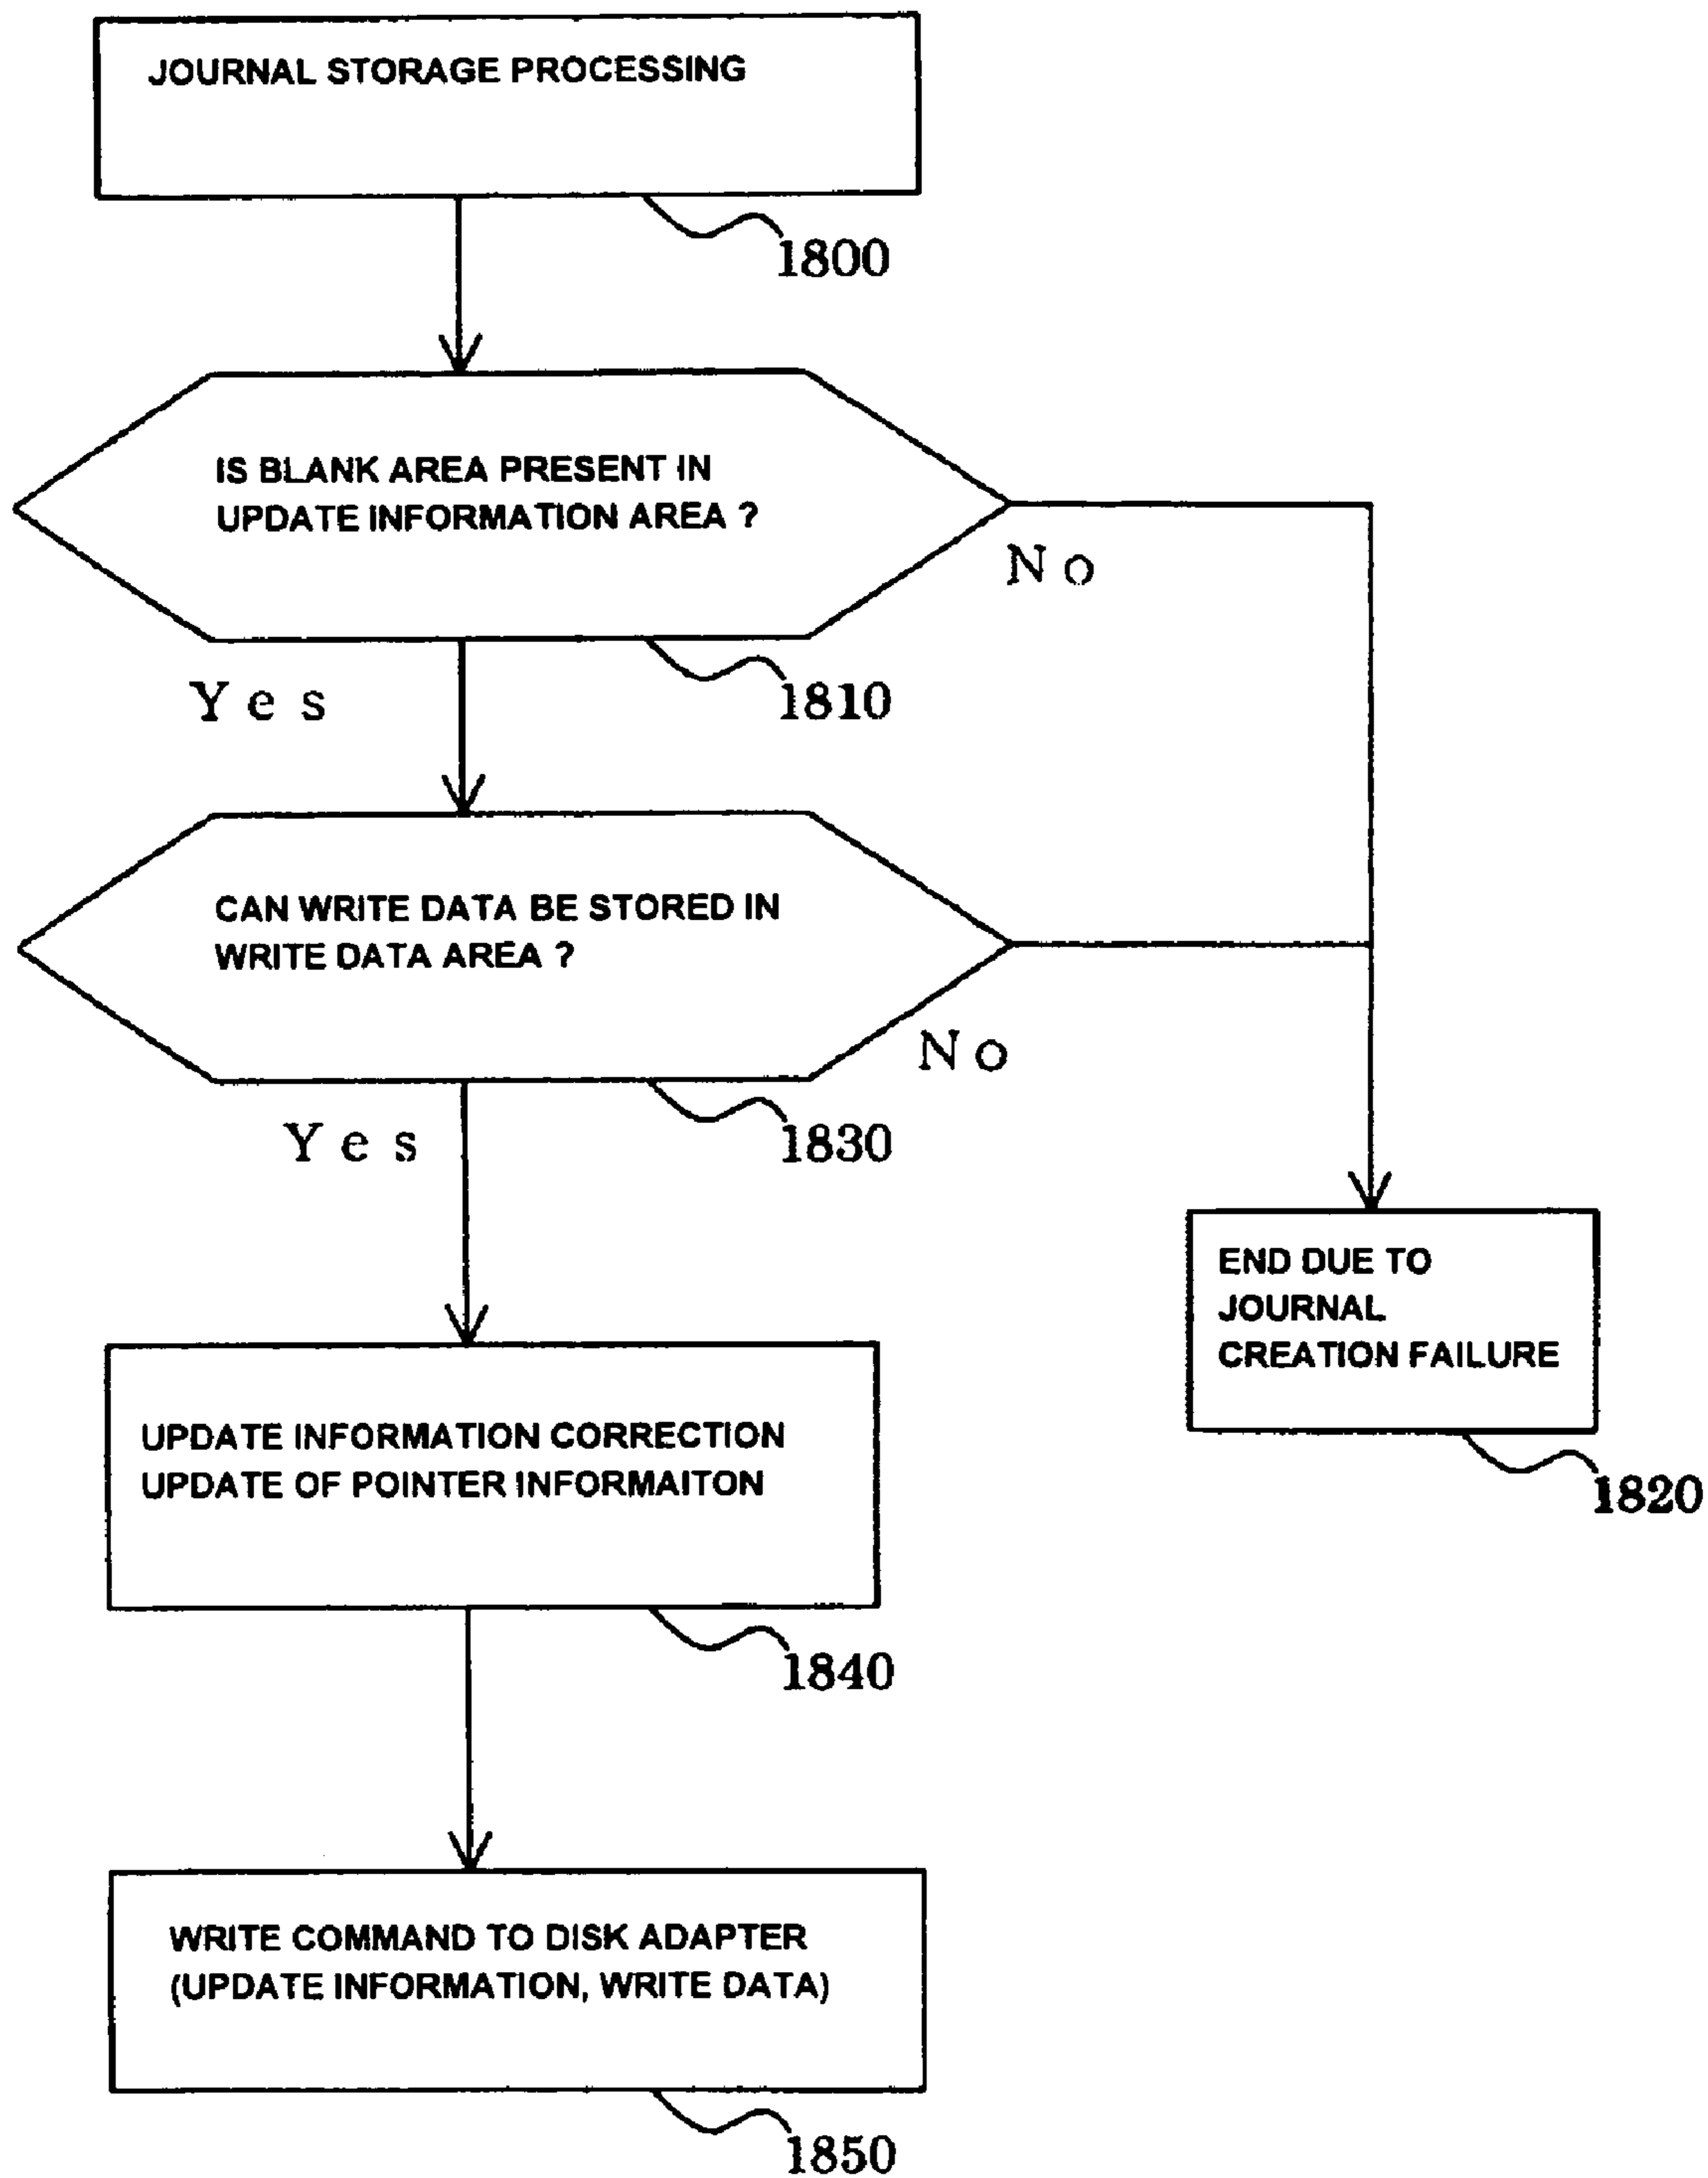 JOURNAL STORAGE PROCESSING
1800
IS BLANK AREA PRESENT IN
UPDATE INFORMATION AREA ?
No
Yes
1810
CAN WRITE DATA BE STORED IN
WRITE DATA AREA ?
No
Yes
1830
END DUE TO
JOURNAL
CREATION FAILURE
1820
UPDATE INFORMATION CORRECTION
UPDATE OF POINTER INFORMAITON
1840
WRITE COMMAND TO DISK ADAPTER
(UPDATE INFORMATION, WRITE DATA)
1850